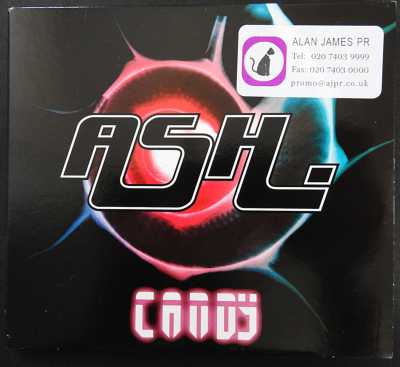 ALAN JAMES PR
Tel: 020 7403 9999
Fax: 020 7403 0000
promo@ajpr.co.uk
ASH.
CANDY